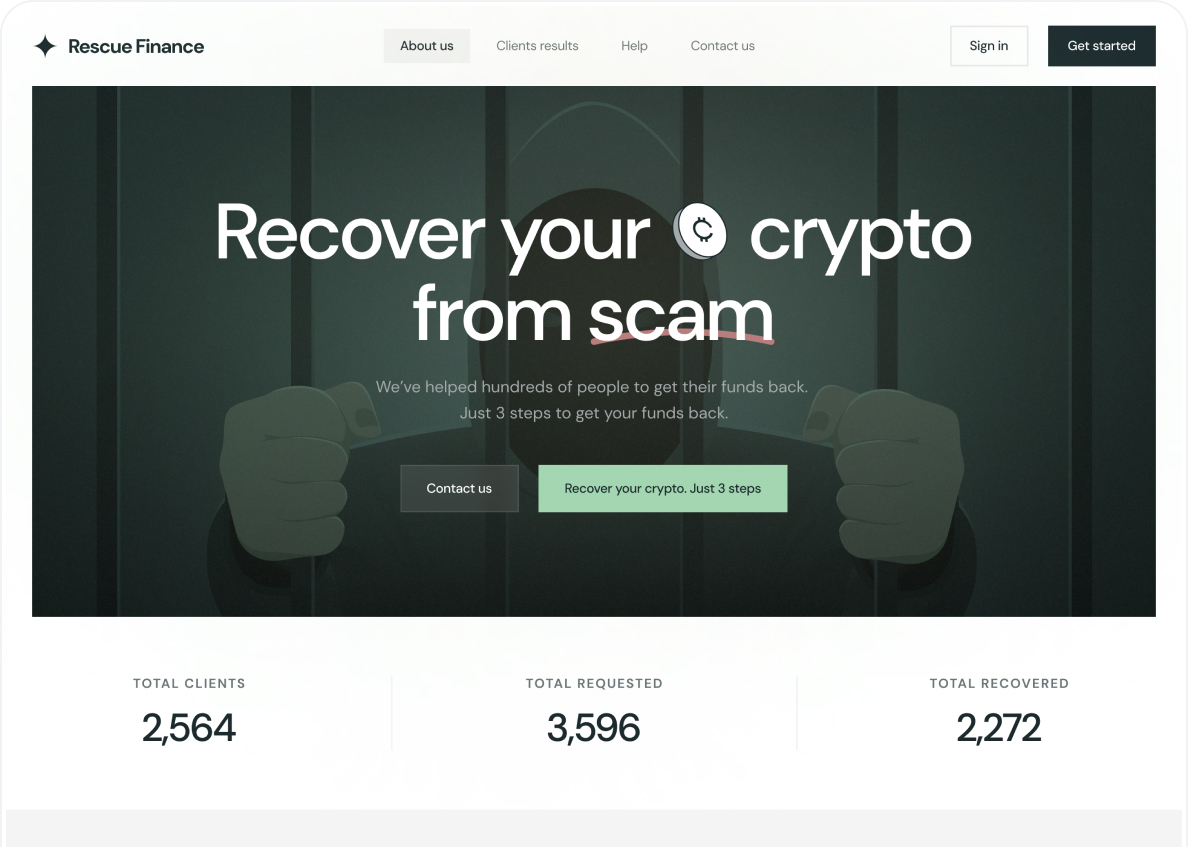 Rescue Finance
About us
Clients results
Help
Contact us
Sign in
Get started
Recover your crypto
from scam
We’ve helped hundreds of people to get their funds back.
Just 3 steps to get your funds back.
Contact us
Recover your crypto. Just 3 steps
TOTAL CLIENTS
2,564
TOTAL REQUESTED
3,596
TOTAL RECOVERED
2,272